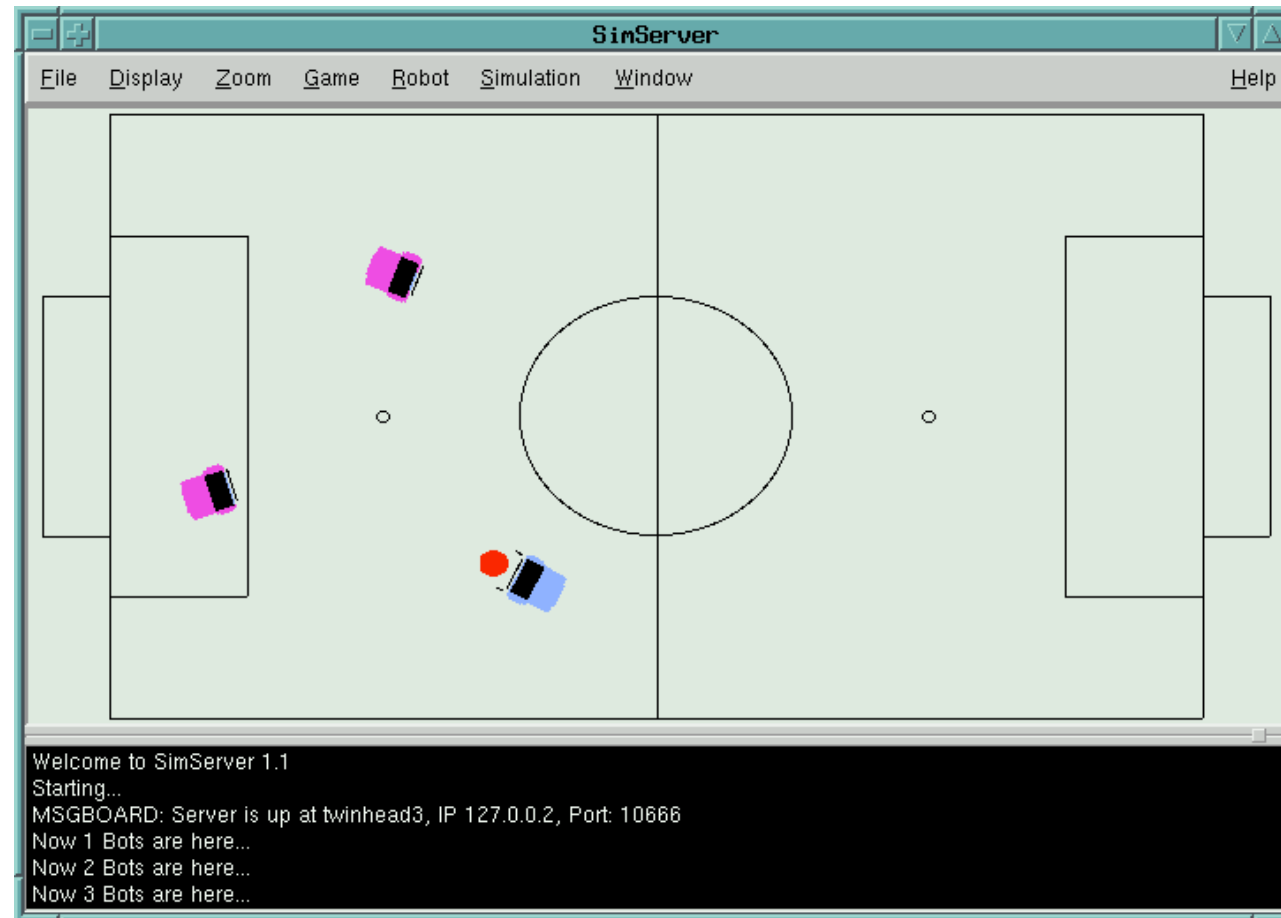 SimServer
File Display Zoom Game Robot Simulation Window Help
Welcome to SimServer 1.1
Starting...
MSGBOARD: Server is up at twinhead3, IP 127.0.0.2, Port: 10666
Now 1 Bots are here...
Now 2 Bots are here...
Now 3 Bots are here...